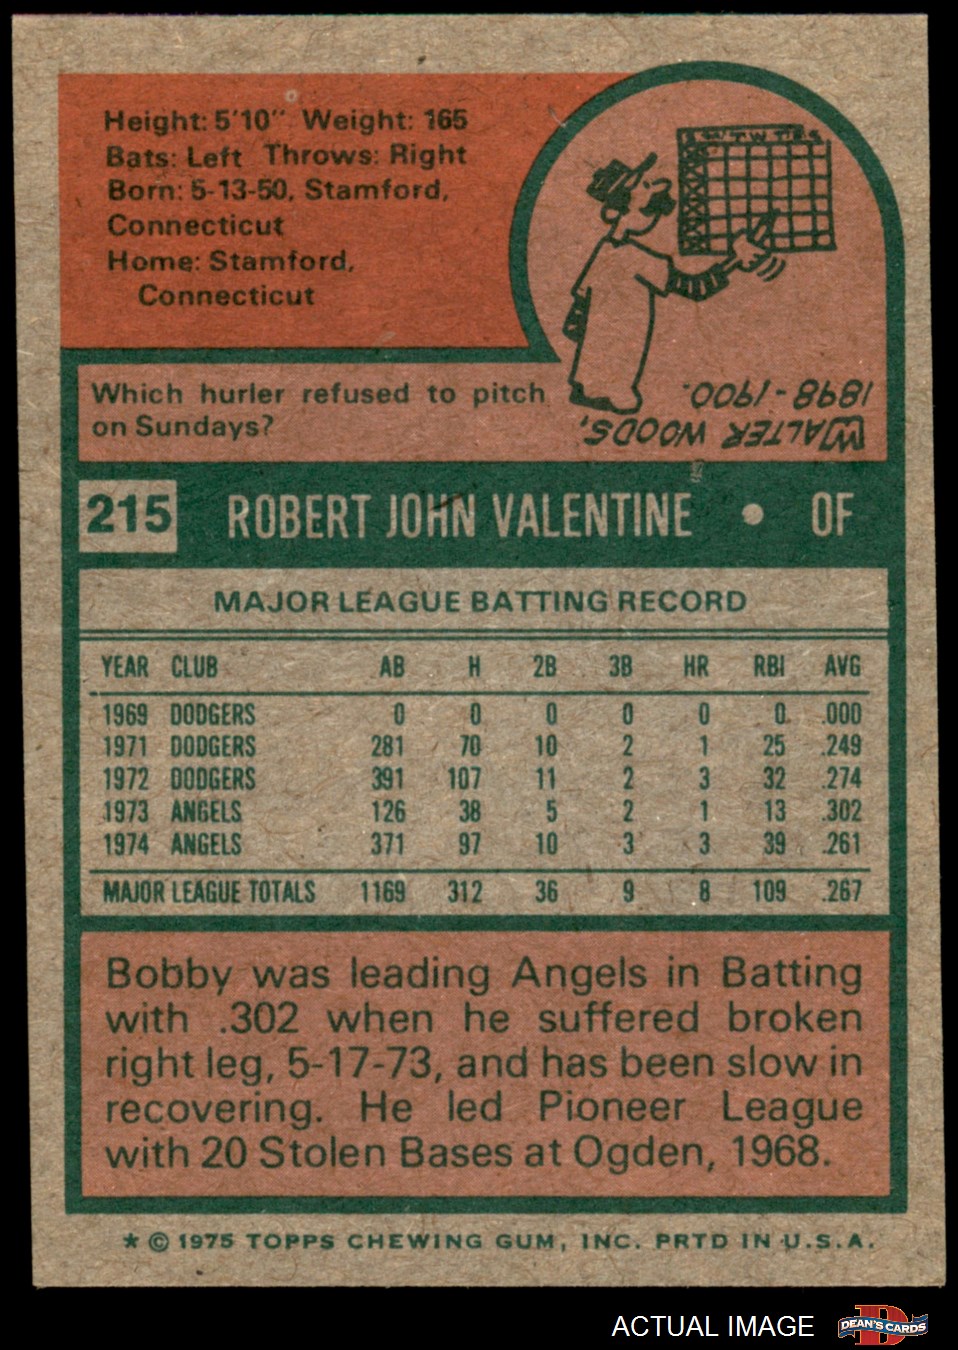 Height: 5'10" Weight: 165
Bats: Left Throws: Right
Born: 5-13-50, Stamford,
Connecticut
Home: Stamford,
Connecticut
Which hurler refused to pitch
on Sundays?
WALTER WOODS,
1898-1900.
215 ROBERT JOHN VALENTINE • OF
MAJOR LEAGUE BATTING RECORD
YEAR CLUB AB H 2B 3B HR RBI AVG
1969 DODGERS 0 0 0 0 0 0 .000
1971 DODGERS 281 70 10 2 1 25 .249
1972 DODGERS 391 107 11 2 3 32 .274
1973 ANGELS 126 38 5 2 1 13 .302
1974 ANGELS 371 97 10 3 3 39 .261
MAJOR LEAGUE TOTALS 1169 312 36 9 8 109 .267
Bobby was leading Angels in Batting
with .302 when he suffered broken
right leg, 5-17-73, and has been slow in
recovering. He led Pioneer League
with 20 Stolen Bases at Ogden, 1968.
* © 1975 TOPPS CHEWING GUM, INC. PRTD IN U.S.A.
ACTUAL IMAGE
DEAN'S CARDS